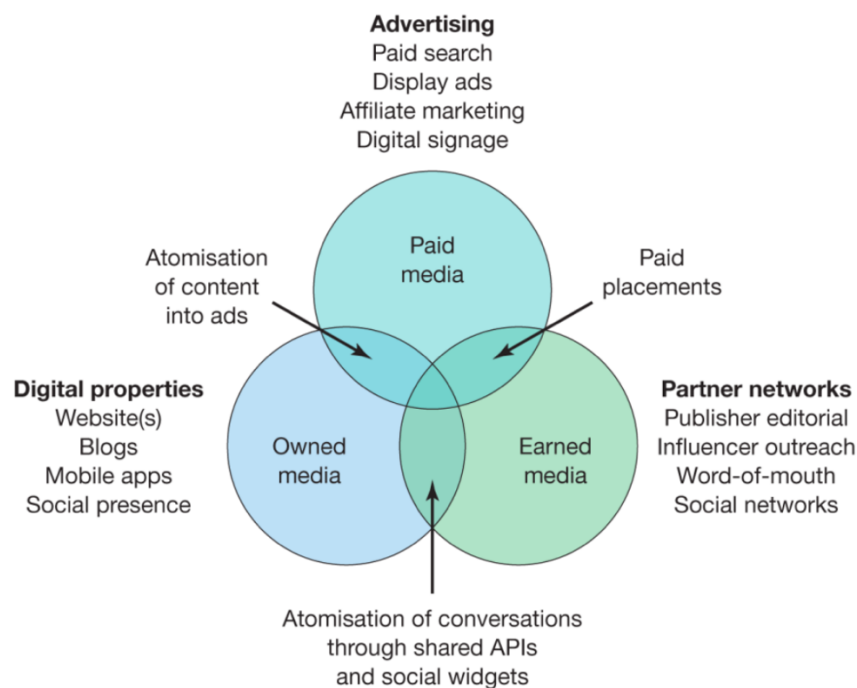 Advertising
Paid search
Display ads
Affiliate marketing
Digital signage
Paid
media
Atomisation
of content
into ads
Paid
placements
Digital properties
Website(s)
Blogs
Mobile apps
Social presence
Owned
media
Earned
media
Partner networks
Publisher editorial
Influencer outreach
Word-of-mouth
Social networks
Atomisation of conversations
through shared APIs
and social widgets